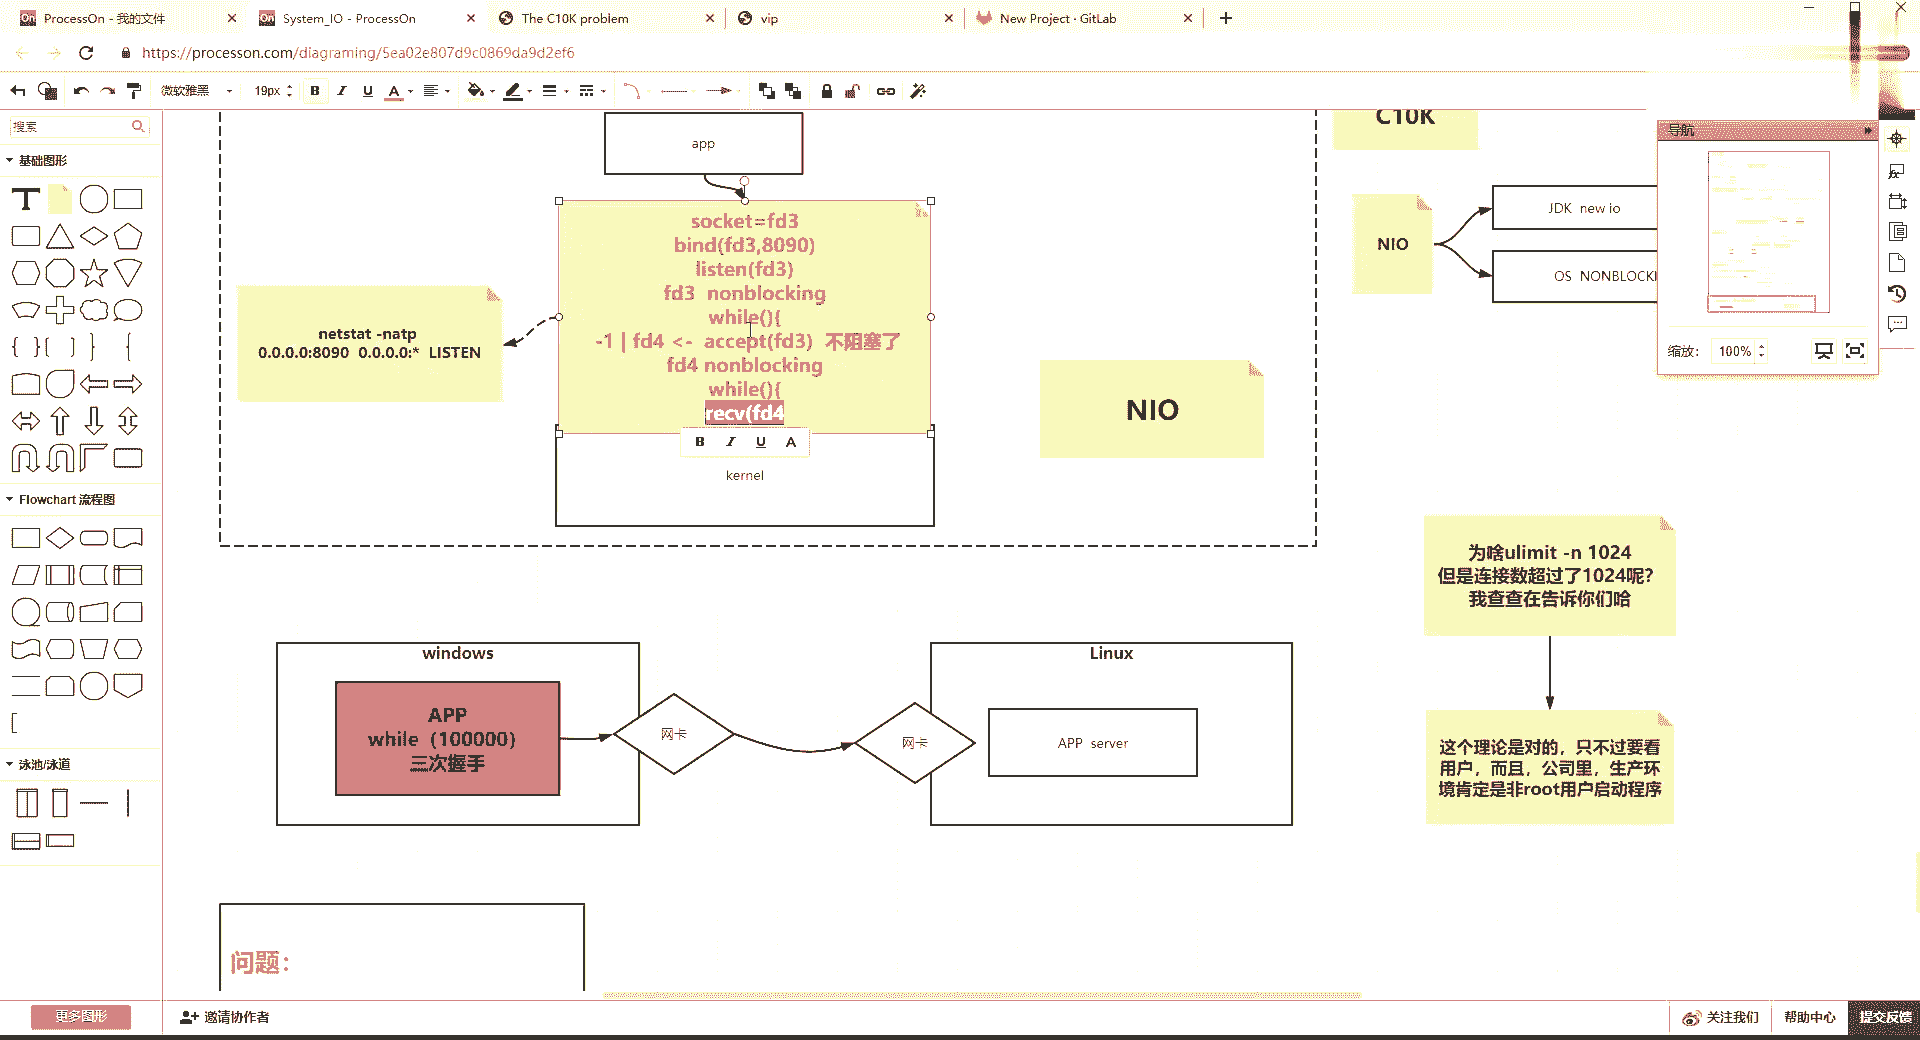 ProcessOn - 我的文件
System_IO - ProcessOn
The C10K problem
vip
New Project · GitLab
https://processon.com/diagraming/5ea02e807d9c0869da9d2ef6
微软雅黑
19px
B I U A
搜索
基础图形
T
Flowchart 流程图
泳池/泳道
更多图形
app
socket=fd3
bind(fd3,8090)
listen(fd3)
fd3 nonblocking
while(){
-1 | fd4 <- accept(fd3) 不阻塞了
fd4 nonblocking
while(){
recv(fd4
B I U A
kernel
netstat -natp
0.0.0.0:8090 0.0.0.0:* LISTEN
NIO
C10K
NIO
JDK new io
OS NONBLOCKI
导航
缩放：
100%
为啥ulimit -n 1024
但是连接数超过了1024呢?
我查查在告诉你们哈
这个理论是对的，只不过要看
用户，而且，公司里，生产环
境肯定是非root用户启动程序
windows
APP
while（100000）
三次握手
网卡
网卡
Linux
APP server
问题：
邀请协作者
关注我们
帮助中心
提交反馈